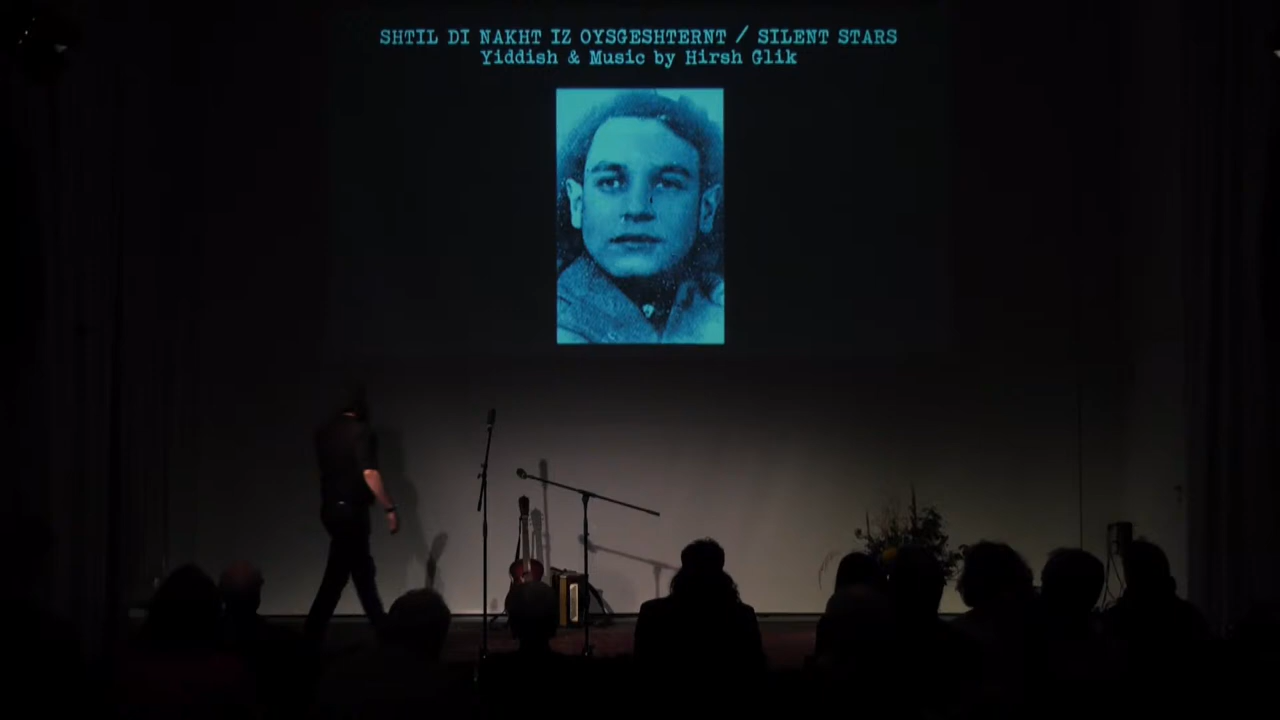 SHTIL DI NAKHT IZ OYSGESHTERNT / SILENT STARS
Yiddish & Music by Hirsh Glik